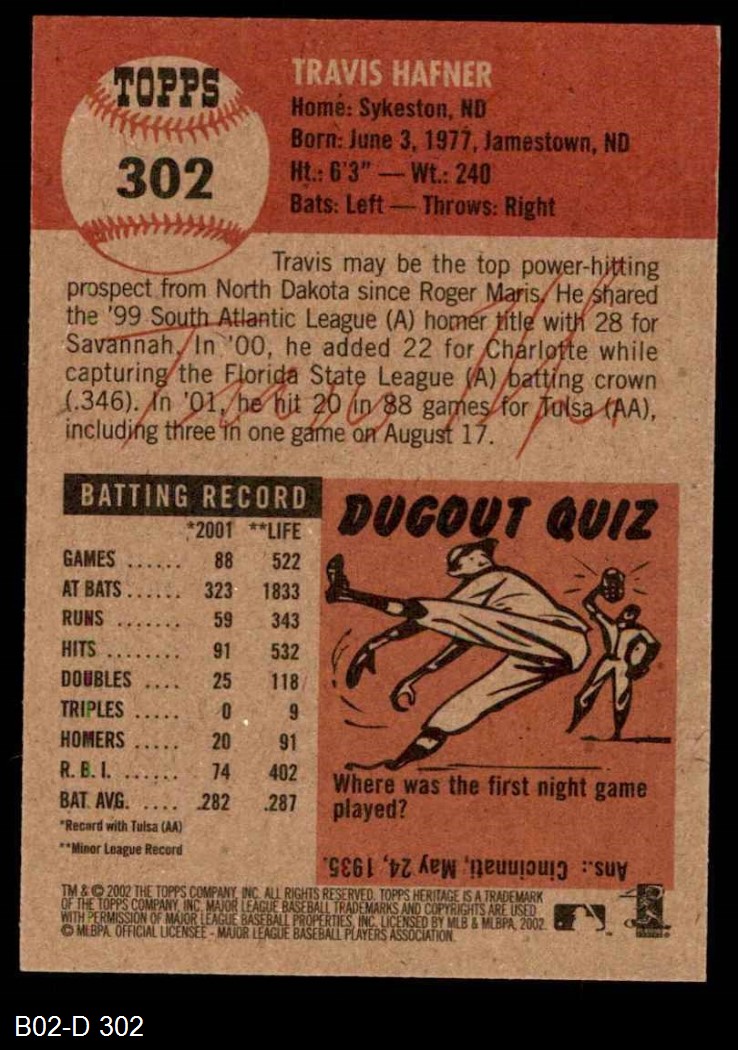 TOPPS
302
TRAVIS HAFNER
Home: Sykeston, ND
Born: June 3, 1977, Jamestown, ND
Ht.: 6'3" — Wt.: 240
Bats: Left — Throws: Right
Travis may be the top power-hitting
prospect from North Dakota since Roger Maris. He shared
the '99 South Atlantic League (A) homer title with 28 for
Savannah. In '00, he added 22 for Charlotte while
capturing the Florida State League (A) batting crown
(.346). In '01, he hit 20 in 88 games for Tulsa (AA),
including three in one game on August 17.
BATTING RECORD
*2001 **LIFE
GAMES ...... 88 522
AT BATS ...... 323 1833
RUNS ....... 59 343
HITS ........ 91 532
DOUBLES .... 25 118
TRIPLES ..... 0 9
HOMERS ..... 20 91
R. B. I. ...... 74 402
BAT. AVG. .... .282 .287
*Record with Tulsa (AA)
**Minor League Record
DUGOUT QUIZ
Where was the first night game
played?
Ans.: Cincinnati, May 24, 1935.
TM & © 2002 THE TOPPS COMPANY, INC. ALL RIGHTS RESERVED. TOPPS HERITAGE IS A TRADEMARK
OF THE TOPPS COMPANY, INC. MAJOR LEAGUE BASEBALL TRADEMARKS AND COPYRIGHTS ARE USED
WITH PERMISSION OF MAJOR LEAGUE BASEBALL PROPERTIES, INC. LICENSED BY MLB & MLBPA, 2002.
© MLBPA. OFFICIAL LICENSEE - MAJOR LEAGUE BASEBALL PLAYERS ASSOCIATION.
B02-D 302